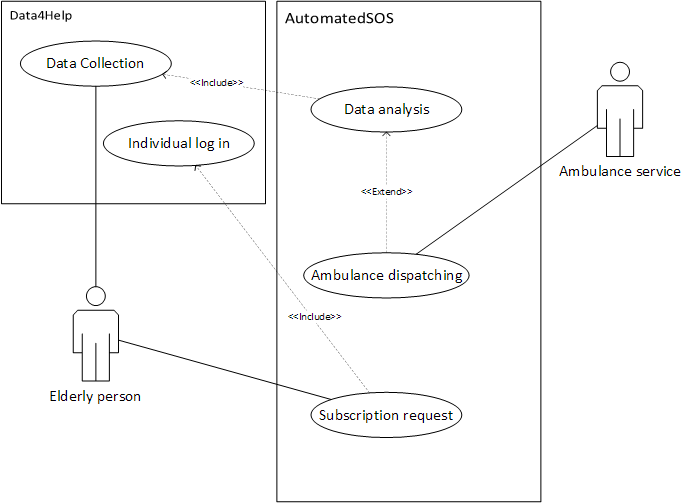 Data4Help
AutomatedSOS
Data Collection
<<Include>>
Data analysis
Individual log in
Ambulance service
<<Extend>>
Ambulance dispatching
<<Include>>
Elderly person
Subscription request